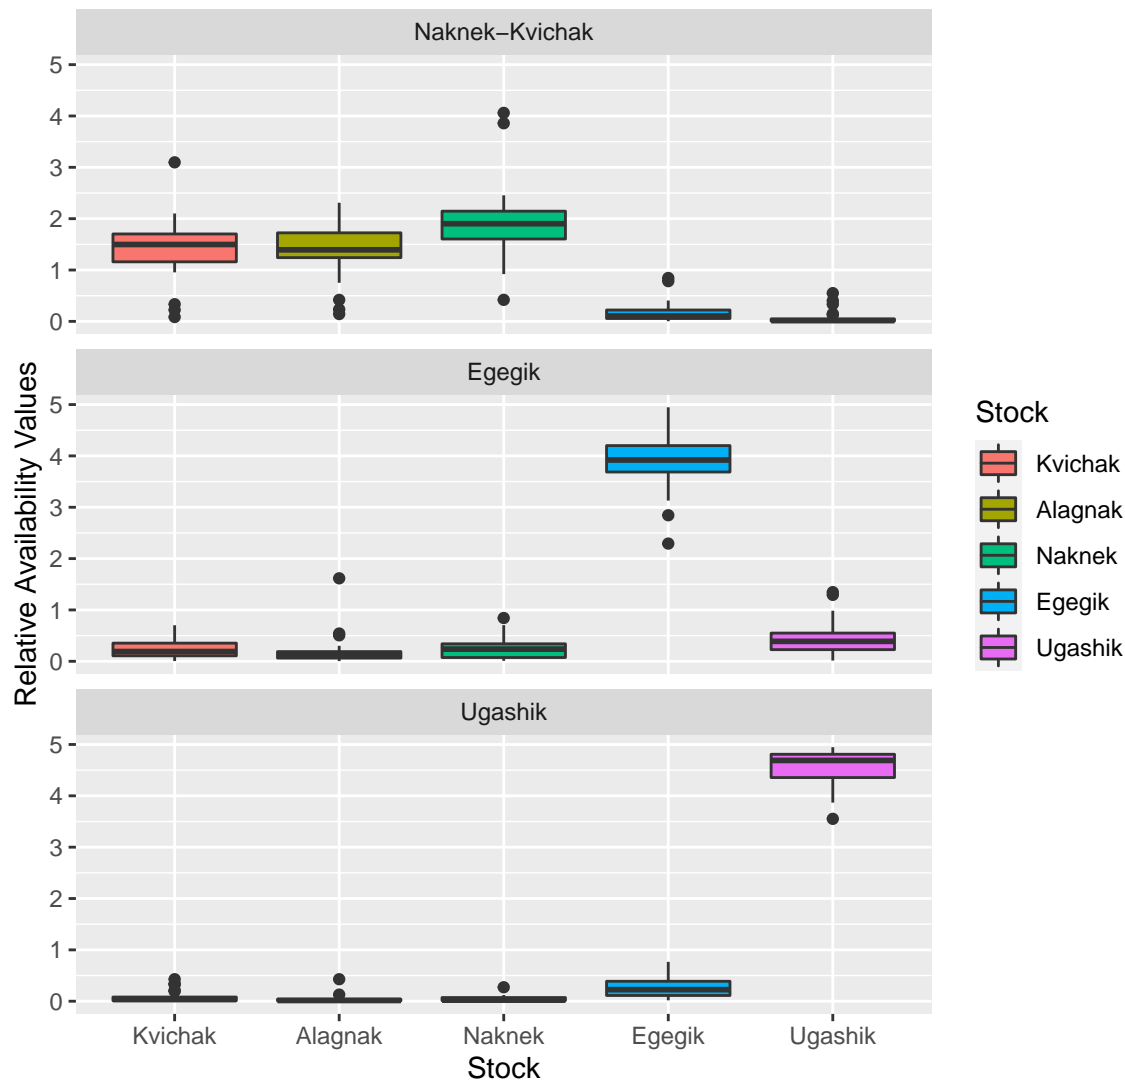 Naknek−Kvichak
5
4
3
2
1
0
Egegik
5
4
3
2
1
0
Ugashik
5
4
3
2
1
0
Relative Availability Values
Kvichak Alagnak Naknek Egegik Ugashik
Stock
Stock
Kvichak
Alagnak
Naknek
Egegik
Ugashik